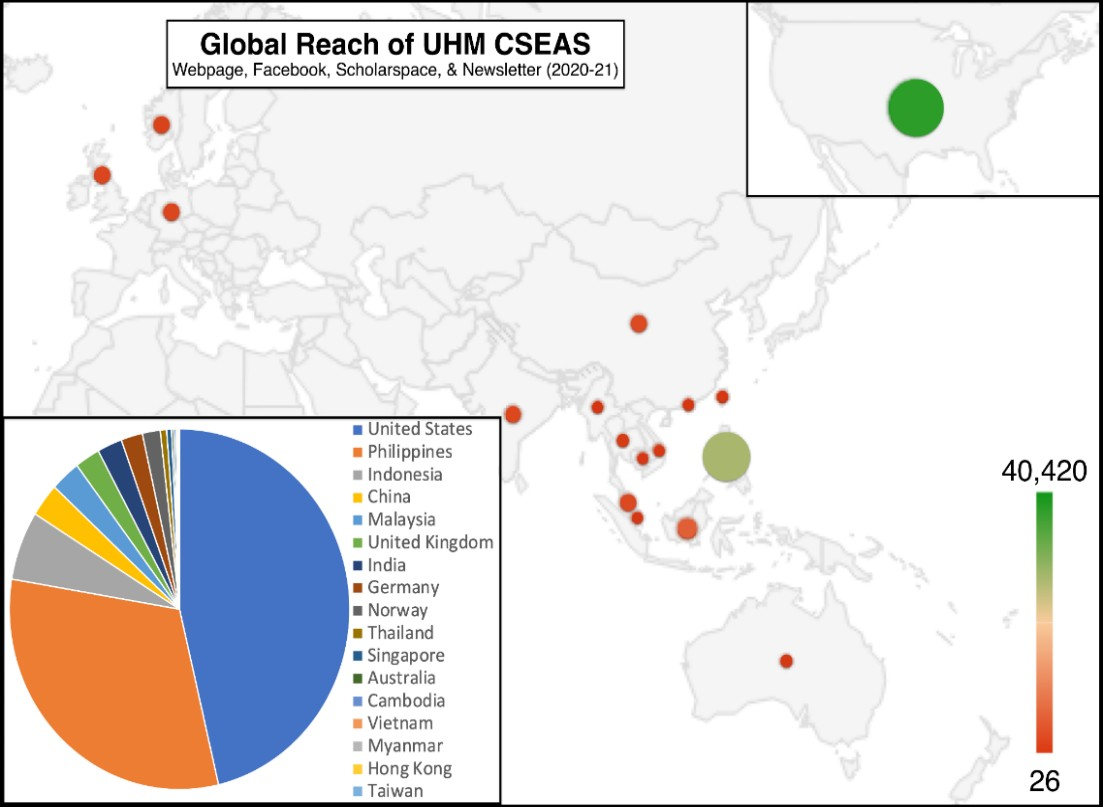 Global Reach of UHM CSEAS
Webpage, Facebook, Scholarspace, & Newsletter (2020-21)
United States
Philippines
Indonesia
China
Malaysia
United Kingdom
India
Germany
Norway
Thailand
Singapore
Australia
Cambodia
Vietnam
Myanmar
Hong Kong
Taiwan
40,420
26